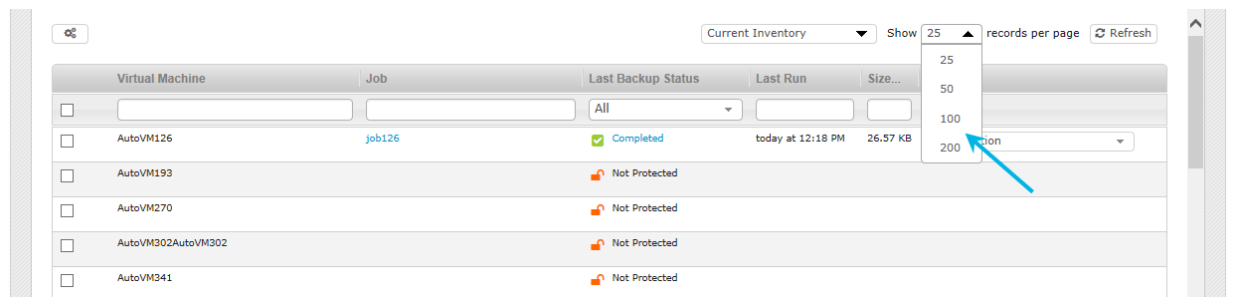 Current Inventory Show 25 records per page Refresh
25
50
100
200
Virtual Machine Job Last Backup Status Last Run Size...
All
AutoVM126 job126 Completed today at 12:18 PM 26.57 KB tion
AutoVM193 Not Protected
AutoVM270 Not Protected
AutoVM302AutoVM302 Not Protected
AutoVM341 Not Protected